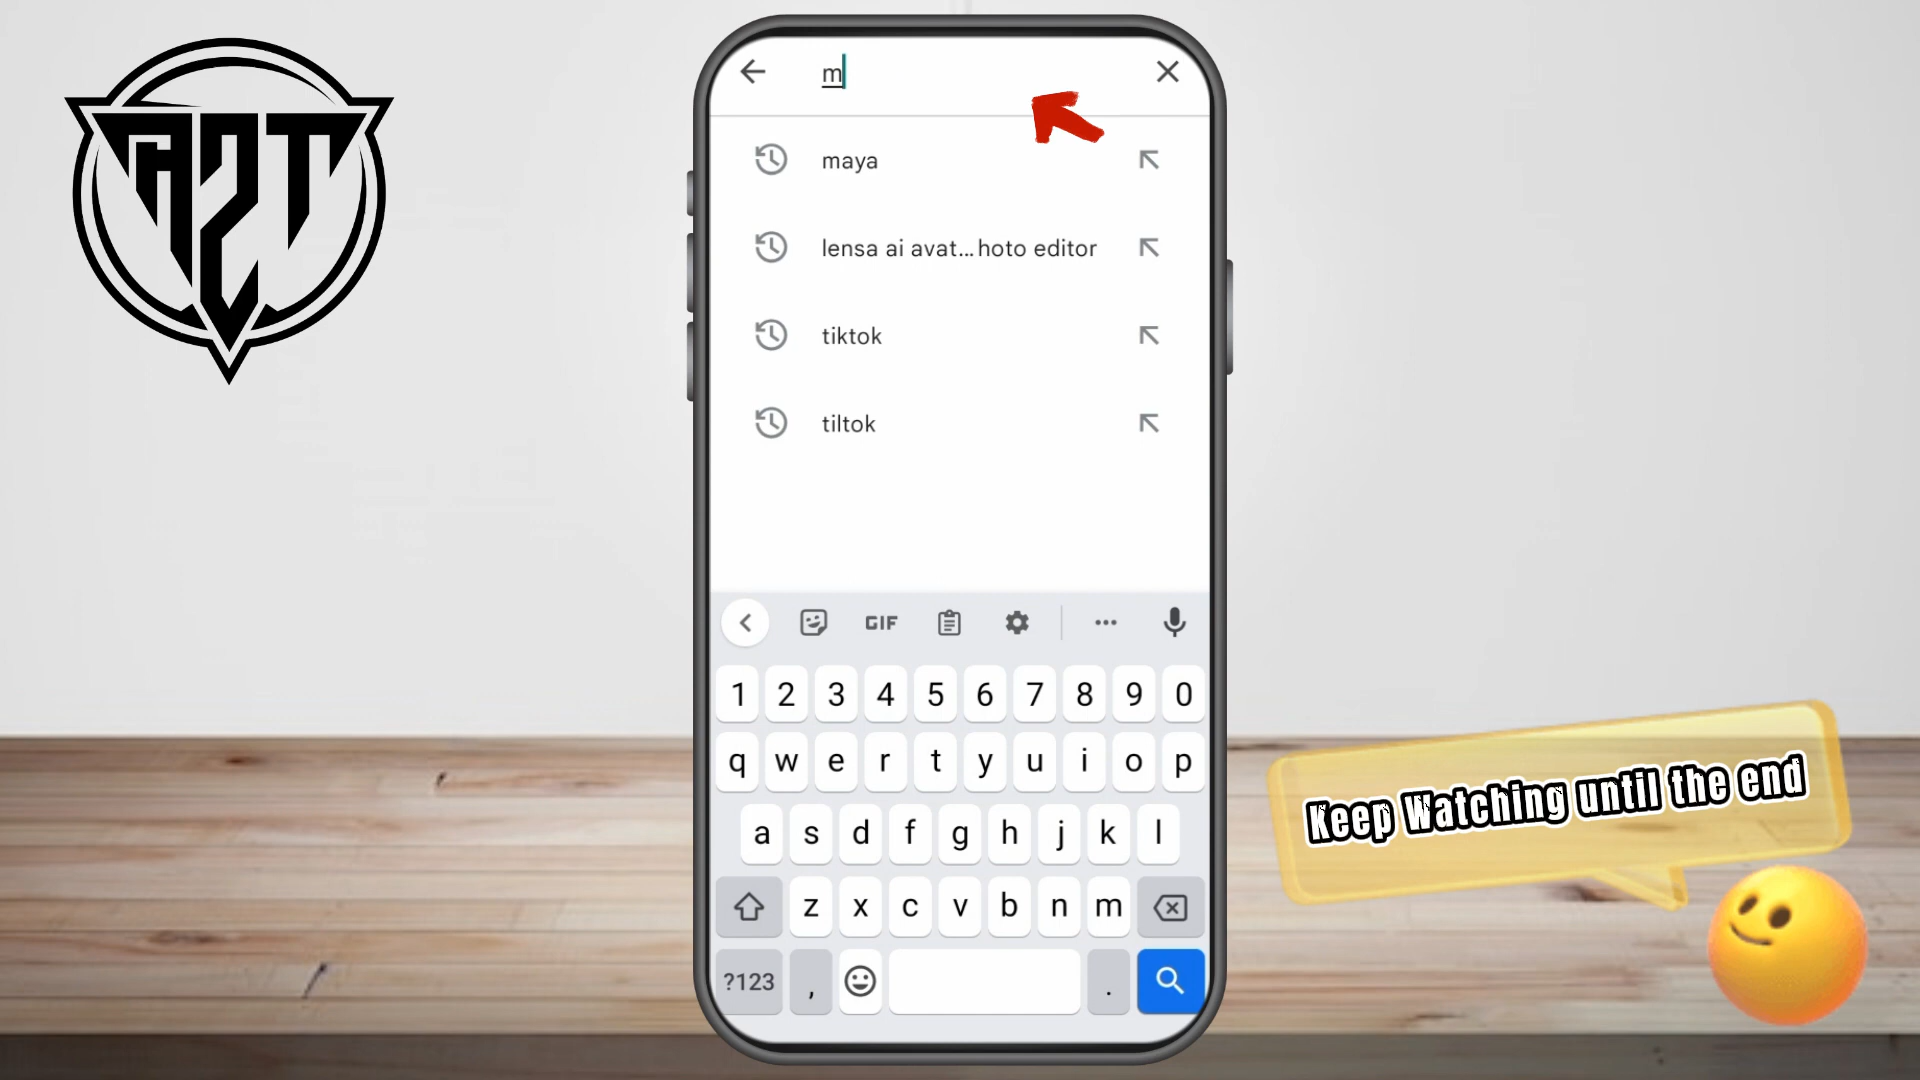 A2T
m
maya
lensa ai avat...hoto editor
tiktok
tiltok
GIF
1 2 3 4 5 6 7 8 9 0
q w e r t y u i o p
a s d f g h j k l
z x c v b n m
?123 , .
Keep Watching until the end